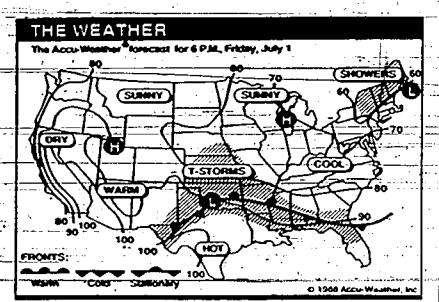 THE WEATHER
The Accu-Weather forecast for 6 P.M., Friday, July 1
80 80 70 SHOWERS 60
SUNNY SUNNY 60 L
H
DRY H 70
T-STORMS COOL
WARM 80
L
80 90 100 90
100 100
HOT
100
FRONTS:
Warm Cold Stationary
© 1988 Accu-Weather, Inc